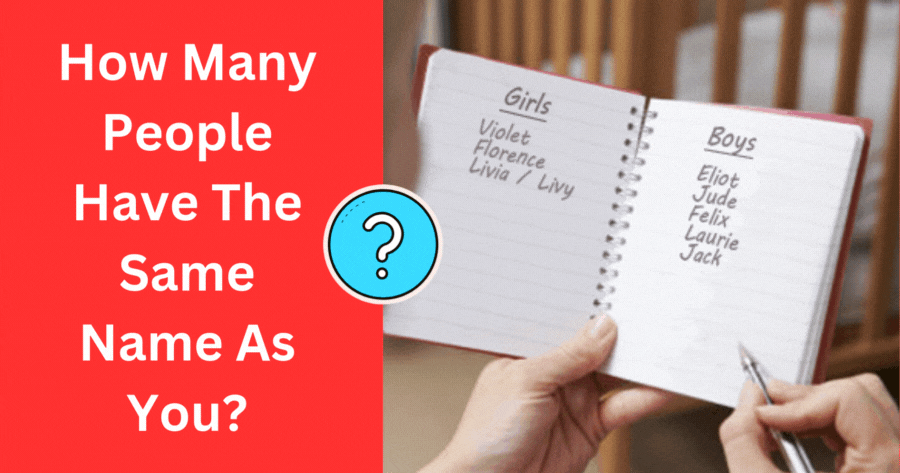 How Many
People
Have The
Same
Name As
You?
?
Girls
Violet
Florence
Livia / Livy
Boys
Eliot
Jude
Felix
Laurie
Jack